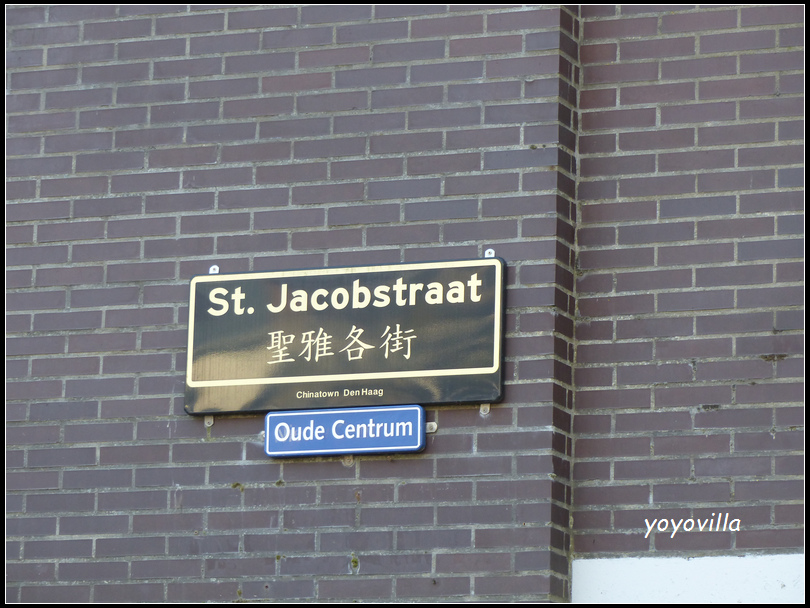 St. Jacobstraat
聖雅各街
Chinatown Den Haag
Oude Centrum
yoyovilla